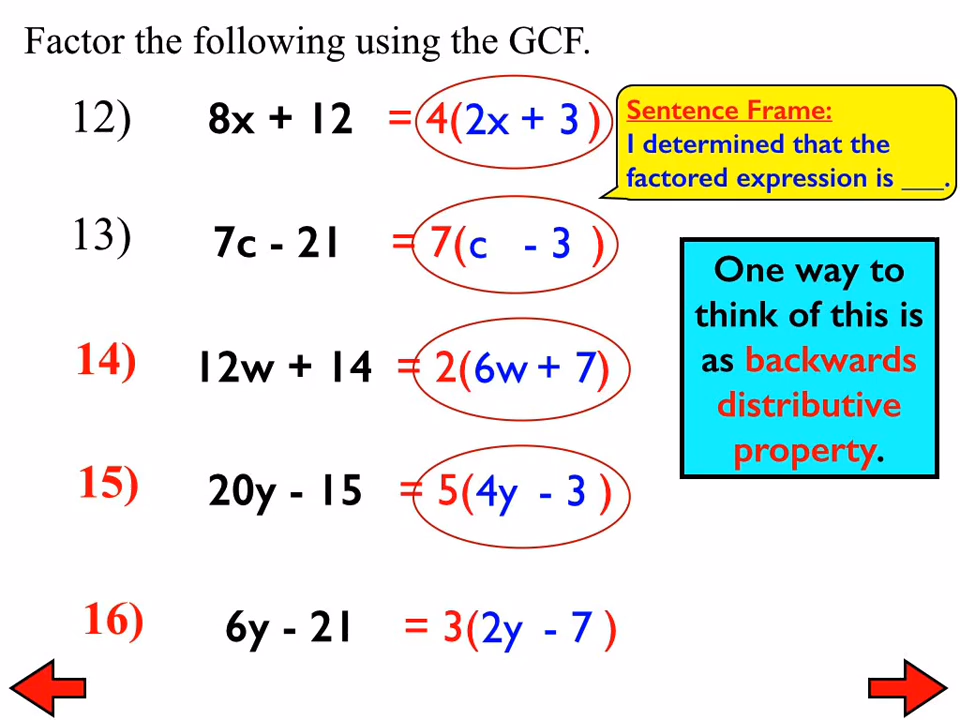 Factor the following using the GCF.
12) 8x + 12 = 4(2x + 3)
Sentence Frame:
I determined that the
factored expression is ___.
13) 7c - 21 = 7(c - 3)
One way to
think of this is
as backwards
distributive
property.
14) 12w + 14 = 2(6w + 7)
15) 20y - 15 = 5(4y - 3)
16) 6y - 21 = 3(2y - 7)